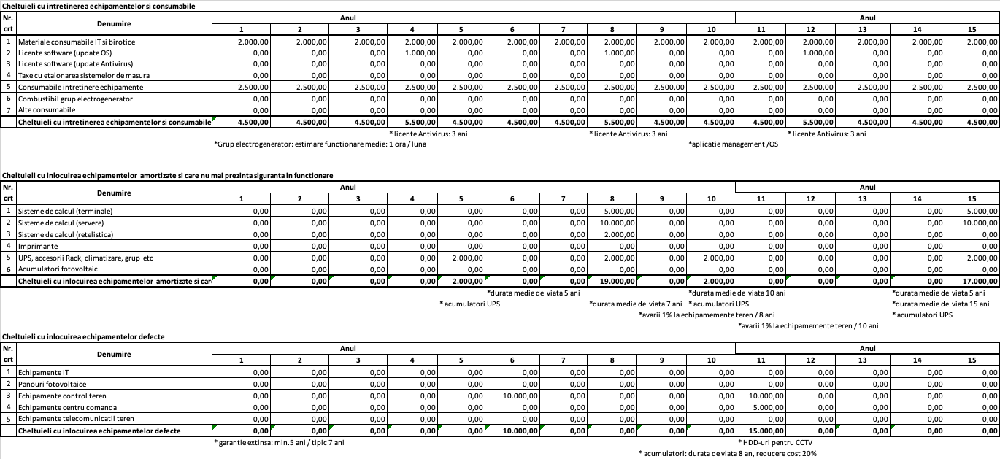 Cheltuieli cu intretinerea echipamentelor si consumabile
Nr. crt Denumire Anul Anul
1 2 3 4 5 6 7 8 9 10 11 12 13 14 15
1 Materiale consumabile IT si birotice 2.000,00 2.000,00 2.000,00 2.000,00 2.000,00 2.000,00 2.000,00 2.000,00 2.000,00 2.000,00 2.000,00 2.000,00 2.000,00 2.000,00 2.000,00
2 Licente software (update OS) 0,00 0,00 0,00 1.000,00 0,00 0,00 0,00 1.000,00 0,00 0,00 0,00 1.000,00 0,00 0,00 0,00
3 Licente software (update Antivirus) 0,00 0,00 0,00 0,00 0,00 0,00 0,00 0,00 0,00 0,00 0,00 0,00 0,00 0,00 0,00
4 Taxe cu etalonarea sistemelor de masura 0,00 0,00 0,00 0,00 0,00 0,00 0,00 0,00 0,00 0,00 0,00 0,00 0,00 0,00 0,00
5 Consumabile intretinere echipamente 2.500,00 2.500,00 2.500,00 2.500,00 2.500,00 2.500,00 2.500,00 2.500,00 2.500,00 2.500,00 2.500,00 2.500,00 2.500,00 2.500,00 2.500,00
6 Combustibil grup electrogenerator 0,00 0,00 0,00 0,00 0,00 0,00 0,00 0,00 0,00 0,00 0,00 0,00 0,00 0,00 0,00
7 Alte consumabile 0,00 0,00 0,00 0,00 0,00 0,00 0,00 0,00 0,00 0,00 0,00 0,00 0,00 0,00 0,00
Cheltuieli cu intretinerea echipamentelor si consumabile 4.500,00 4.500,00 4.500,00 5.500,00 4.500,00 4.500,00 4.500,00 5.500,00 4.500,00 4.500,00 4.500,00 5.500,00 4.500,00 4.500,00 4.500,00
* licente Antivirus: 3 ani * licente Antivirus: 3 ani * licente Antivirus: 3 ani
*Grup electrogenerator: estimare functionare medie: 1 ora / luna *aplicatie management /OS
Cheltuieli cu inlocuirea echipamentelor amortizate si care nu mai prezinta siguranta in functionare
Nr. crt Denumire Anul Anul
1 2 3 4 5 6 7 8 9 10 11 12 13 14 15
1 Sisteme de calcul (terminale) 0,00 0,00 0,00 0,00 0,00 0,00 0,00 5.000,00 0,00 0,00 0,00 0,00 0,00 0,00 5.000,00
2 Sisteme de calcul (servere) 0,00 0,00 0,00 0,00 0,00 0,00 0,00 10.000,00 0,00 0,00 0,00 0,00 0,00 0,00 10.000,00
3 Sisteme de calcul (retelistica) 0,00 0,00 0,00 0,00 0,00 0,00 0,00 2.000,00 0,00 0,00 0,00 0,00 0,00 0,00 0,00
4 Imprimante 0,00 0,00 0,00 0,00 0,00 0,00 0,00 0,00 0,00 0,00 0,00 0,00 0,00 0,00 0,00
5 UPS, accesorii Rack, climatizare, grup etc 0,00 0,00 0,00 0,00 2.000,00 0,00 0,00 2.000,00 0,00 2.000,00 0,00 0,00 0,00 0,00 2.000,00
6 Acumulatori fotovoltaic 0,00 0,00 0,00 0,00 0,00 0,00 0,00 0,00 0,00 0,00 0,00 0,00 0,00 0,00 0,00
Cheltuieli cu inlocuirea echipamentelor amortizate si car 0,00 0,00 0,00 0,00 2.000,00 0,00 0,00 19.000,00 0,00 2.000,00 0,00 0,00 0,00 0,00 17.000,00
*durata medie de viata 5 ani *durata medie de viata 10 ani *durata medie de viata 5 ani
* acumulatori UPS *durata medie de viata 7 ani * acumulatori UPS *durata medie de viata 15 ani
*avarii 1% la echipamemente teren / 8 ani * acumulatori UPS
*avarii 1% la echipamemente teren / 10 ani
Cheltuieli cu inlocuirea echipamentelor defecte
Nr. crt Denumire Anul Anul
1 2 3 4 5 6 7 8 9 10 11 12 13 14 15
1 Echipamente IT 0,00 0,00 0,00 0,00 0,00 0,00 0,00 0,00 0,00 0,00 0,00 0,00 0,00 0,00 0,00
2 Panouri fotovoltaice 0,00 0,00 0,00 0,00 0,00 0,00 0,00 0,00 0,00 0,00 0,00 0,00 0,00 0,00 0,00
3 Echipamente control teren 0,00 0,00 0,00 0,00 0,00 10.000,00 0,00 0,00 0,00 0,00 10.000,00 0,00 0,00 0,00 0,00
4 Echipamente centru comanda 0,00 0,00 0,00 0,00 0,00 0,00 0,00 0,00 0,00 0,00 5.000,00 0,00 0,00 0,00 0,00
5 Echipamente telecomunicatii teren 0,00 0,00 0,00 0,00 0,00 0,00 0,00 0,00 0,00 0,00 0,00 0,00 0,00 0,00 0,00
Cheltuieli cu inlocuirea echipamentelor defecte 0,00 0,00 0,00 0,00 0,00 10.000,00 0,00 0,00 0,00 0,00 15.000,00 0,00 0,00 0,00 0,00
* garantie extinsa: min.5 ani / tipic 7 ani * HDD-uri pentru CCTV
* acumulatori: durata de viata 8 an, reducere cost 20%